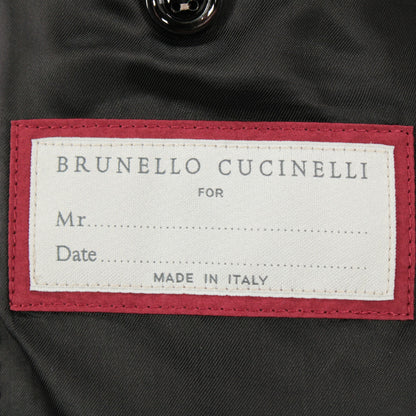 BRUNELLO CUCINELLI
FOR
Mr..............................
Date............................
MADE IN ITALY